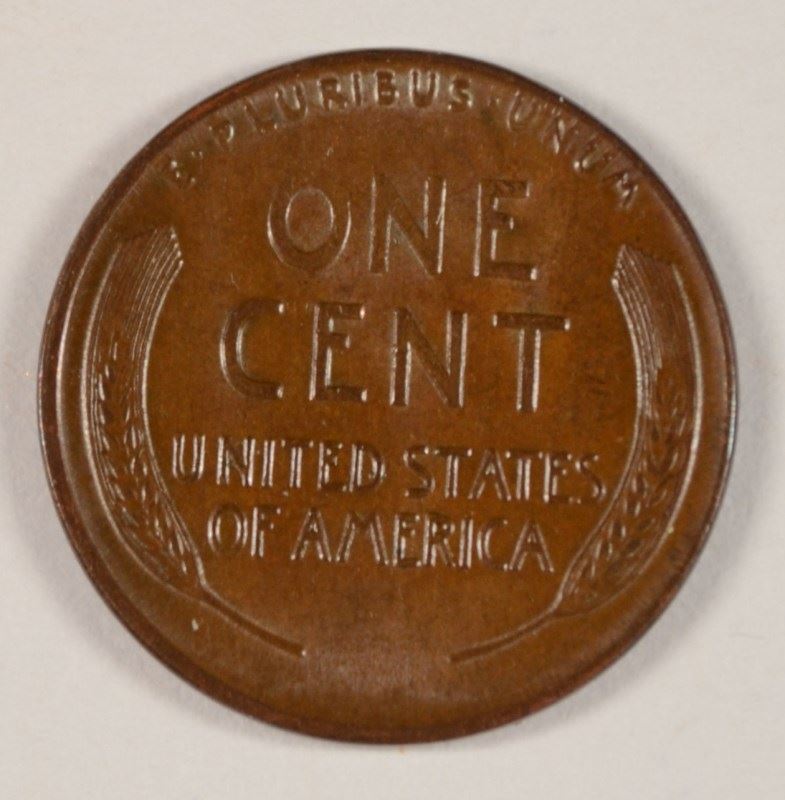 E·PLURIBUS·UNUM
ONE
CENT
UNITED STATES
OF AMERICA